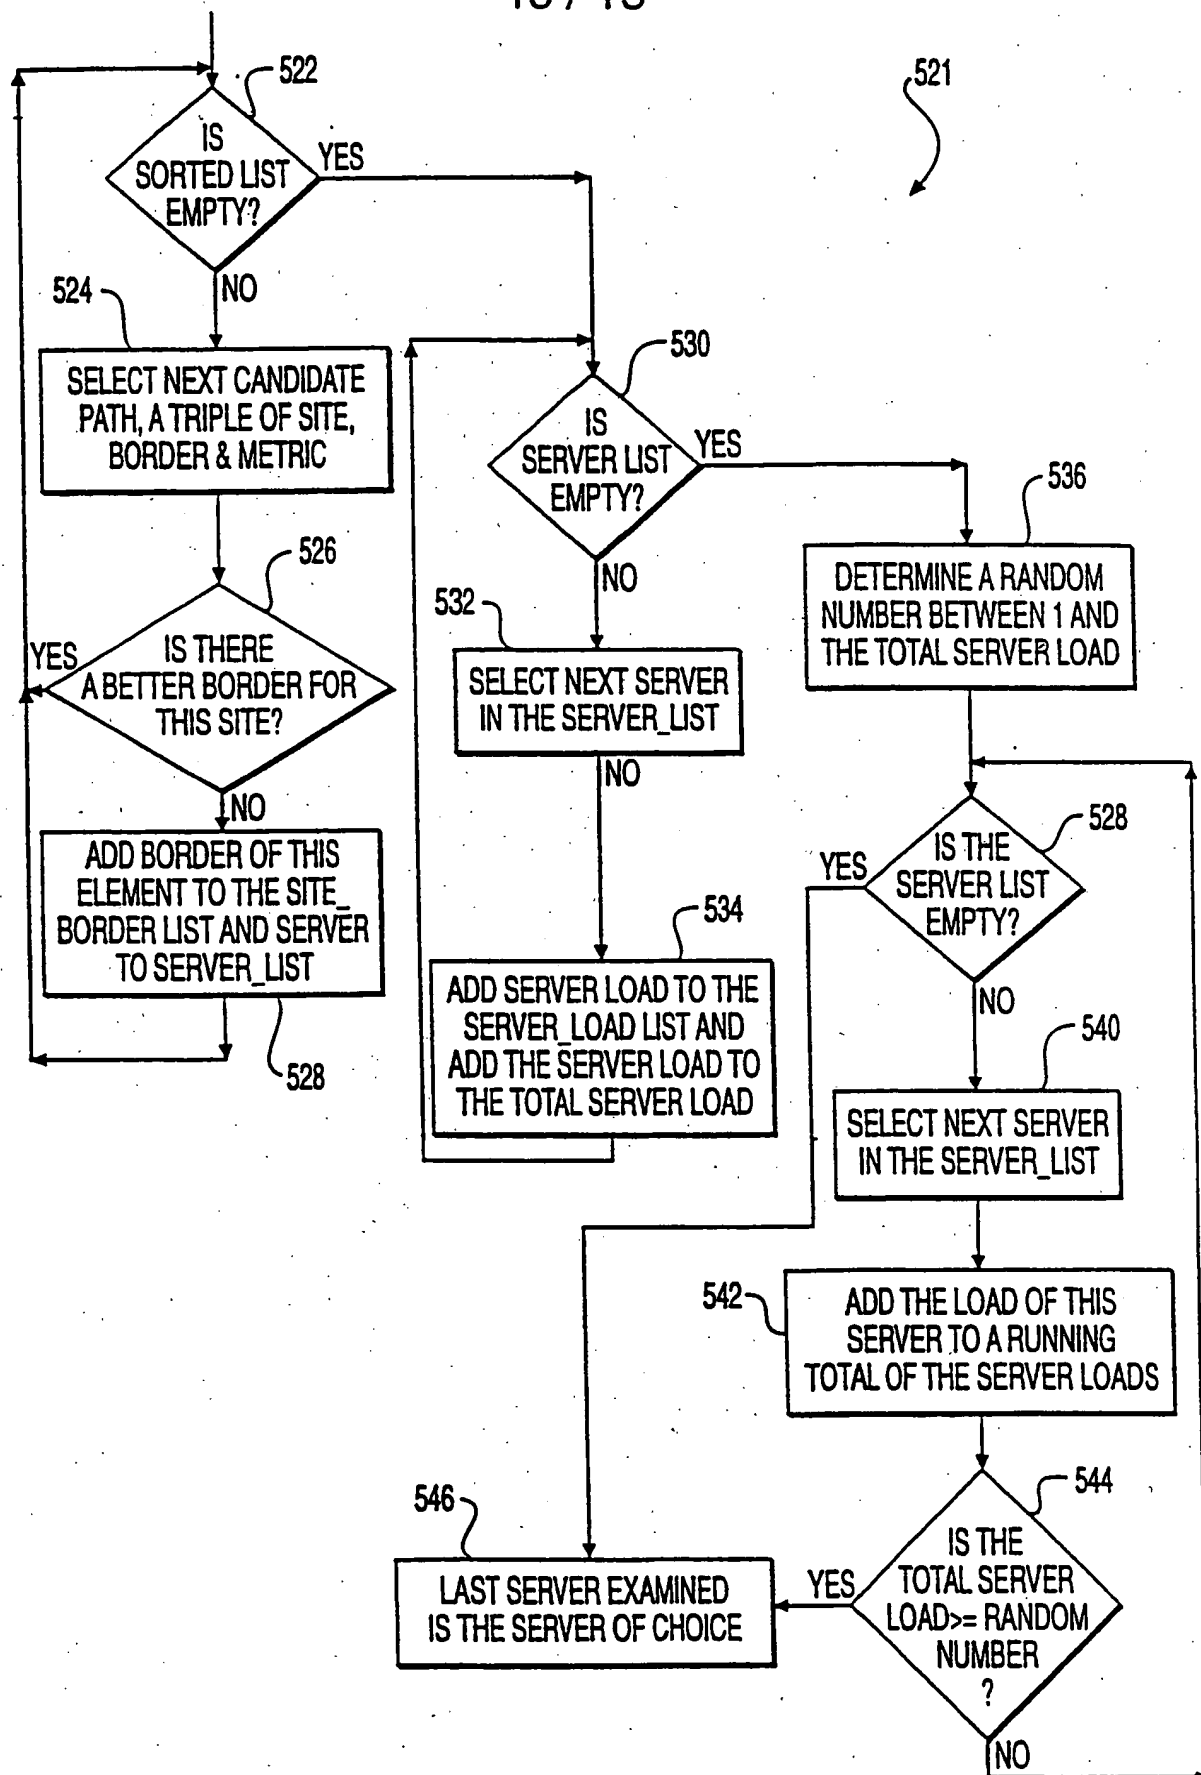 521
522
IS
SORTED LIST
EMPTY?
YES
NO
524
SELECT NEXT CANDIDATE
PATH, A TRIPLE OF SITE,
BORDER & METRIC
526
IS THERE
A BETTER BORDER FOR
THIS SITE?
YES
NO
ADD BORDER OF THIS
ELEMENT TO THE SITE_
BORDER LIST AND SERVER
TO SERVER_LIST
528
530
IS
SERVER LIST
EMPTY?
YES
NO
532
SELECT NEXT SERVER
IN THE SERVER_LIST
NO
534
ADD SERVER LOAD TO THE
SERVER_LOAD LIST AND
ADD THE SERVER LOAD TO
THE TOTAL SERVER LOAD
536
DETERMINE A RANDOM
NUMBER BETWEEN 1 AND
THE TOTAL SERVER LOAD
528
IS THE
SERVER LIST
EMPTY?
YES
NO
540
SELECT NEXT SERVER
IN THE SERVER_LIST
542
ADD THE LOAD OF THIS
SERVER TO A RUNNING
TOTAL OF THE SERVER LOADS
544
IS THE
TOTAL SERVER
LOAD>= RANDOM
NUMBER
?
YES
NO
546
LAST SERVER EXAMINED
IS THE SERVER OF CHOICE